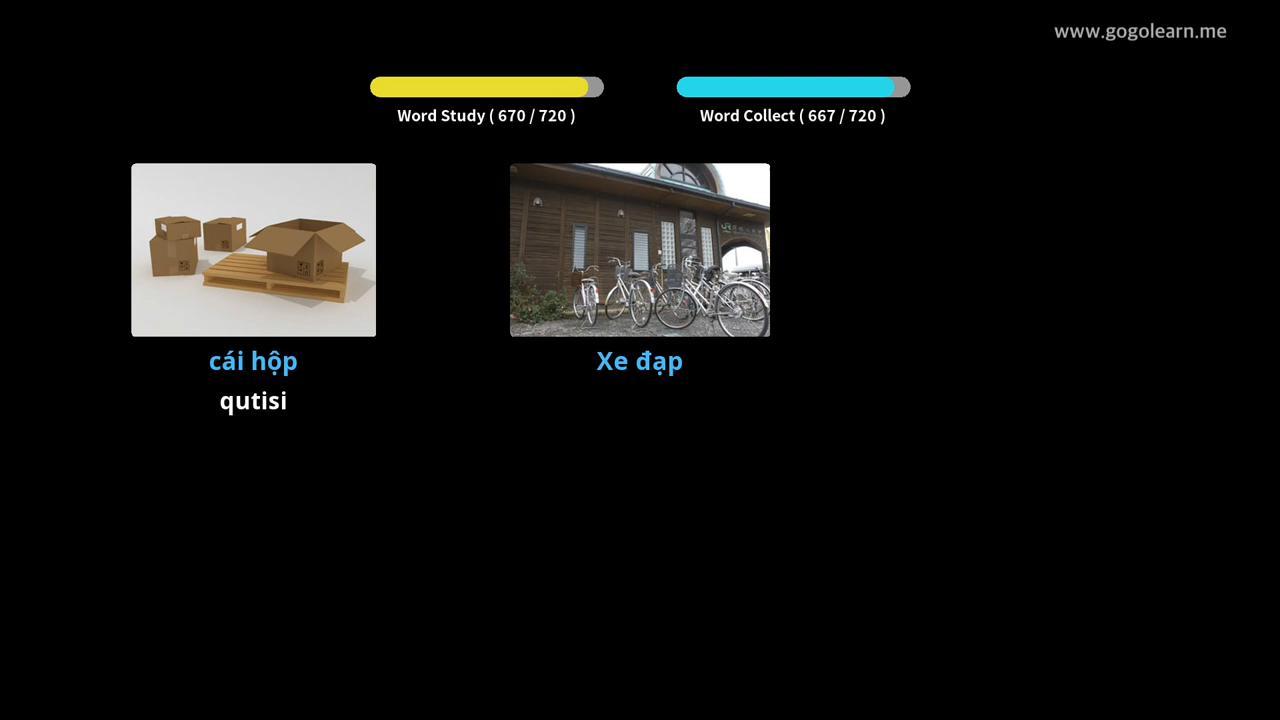 www.gogolearn.me
Word Study ( 670 / 720 )
Word Collect ( 667 / 720 )
cái hộp
Xe đạp
qutisi